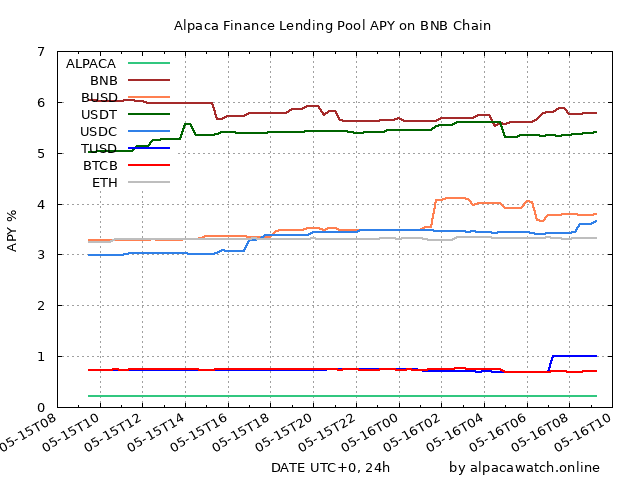 Alpaca Finance Lending Pool APY on BNB Chain
APY %
7
6
5
4
3
2
1
0
ALPACA
BNB
BUSD
USDT
USDC
TUSD
BTCB
ETH
05-15T08
05-15T10
05-15T12
05-15T14
05-15T16
05-15T18
05-15T20
05-15T22
05-16T00
05-16T02
05-16T04
05-16T06
05-16T08
05-16T10
DATE UTC+0, 24h
by alpacawatch.online